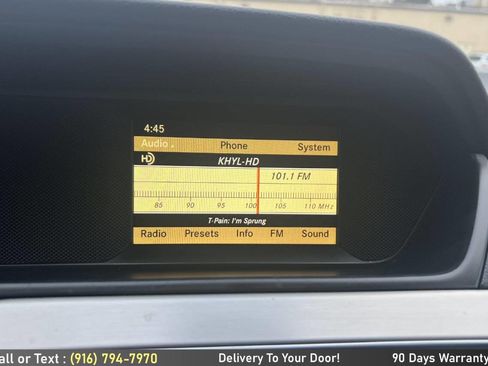 4:45
Audio Phone System
HD KHYL-HD
101.1 FM
85 90 95 100 105 110 MHz
T-Pain: I'm Sprung
Radio Presets Info FM Sound
all or Text : (916) 794-7970 Delivery To Your Door! 90 Days Warranty